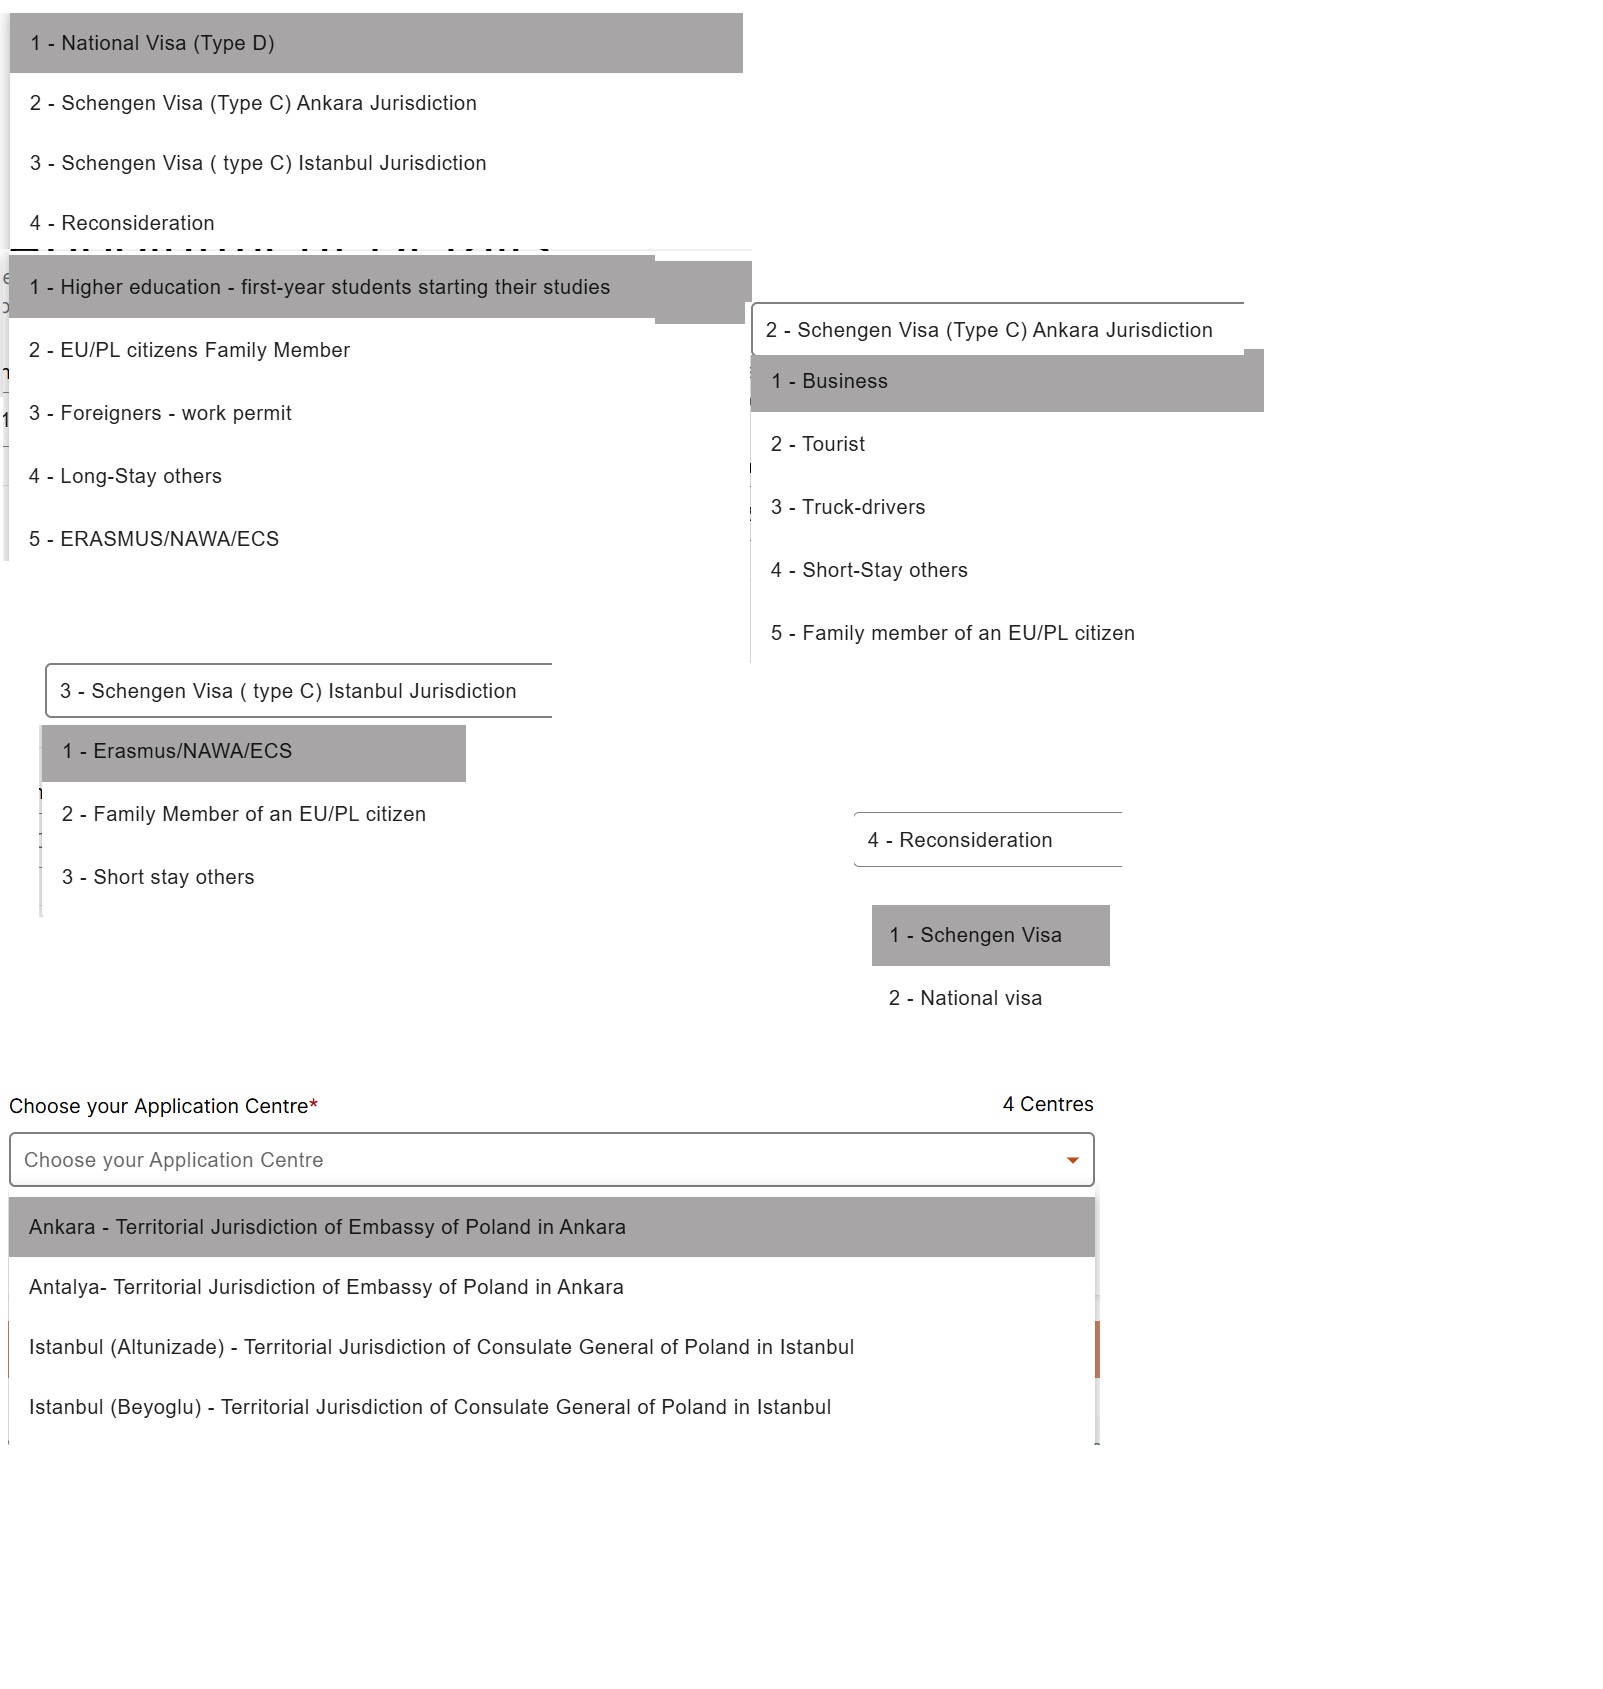 1 - National Visa (Type D)
2 - Schengen Visa (Type C) Ankara Jurisdiction
3 - Schengen Visa ( type C) Istanbul Jurisdiction
4 - Reconsideration
1 - Higher education - first-year students starting their studies
2 - EU/PL citizens Family Member
3 - Foreigners - work permit
4 - Long-Stay others
5 - ERASMUS/NAWA/ECS
2 - Schengen Visa (Type C) Ankara Jurisdiction
1 - Business
2 - Tourist
3 - Truck-drivers
4 - Short-Stay others
5 - Family member of an EU/PL citizen
3 - Schengen Visa ( type C) Istanbul Jurisdiction
1 - Erasmus/NAWA/ECS
2 - Family Member of an EU/PL citizen
3 - Short stay others
4 - Reconsideration
1 - Schengen Visa
2 - National visa
Choose your Application Centre*
4 Centres
Choose your Application Centre
Ankara - Territorial Jurisdiction of Embassy of Poland in Ankara
Antalya- Territorial Jurisdiction of Embassy of Poland in Ankara
Istanbul (Altunizade) - Territorial Jurisdiction of Consulate General of Poland in Istanbul
Istanbul (Beyoglu) - Territorial Jurisdiction of Consulate General of Poland in Istanbul